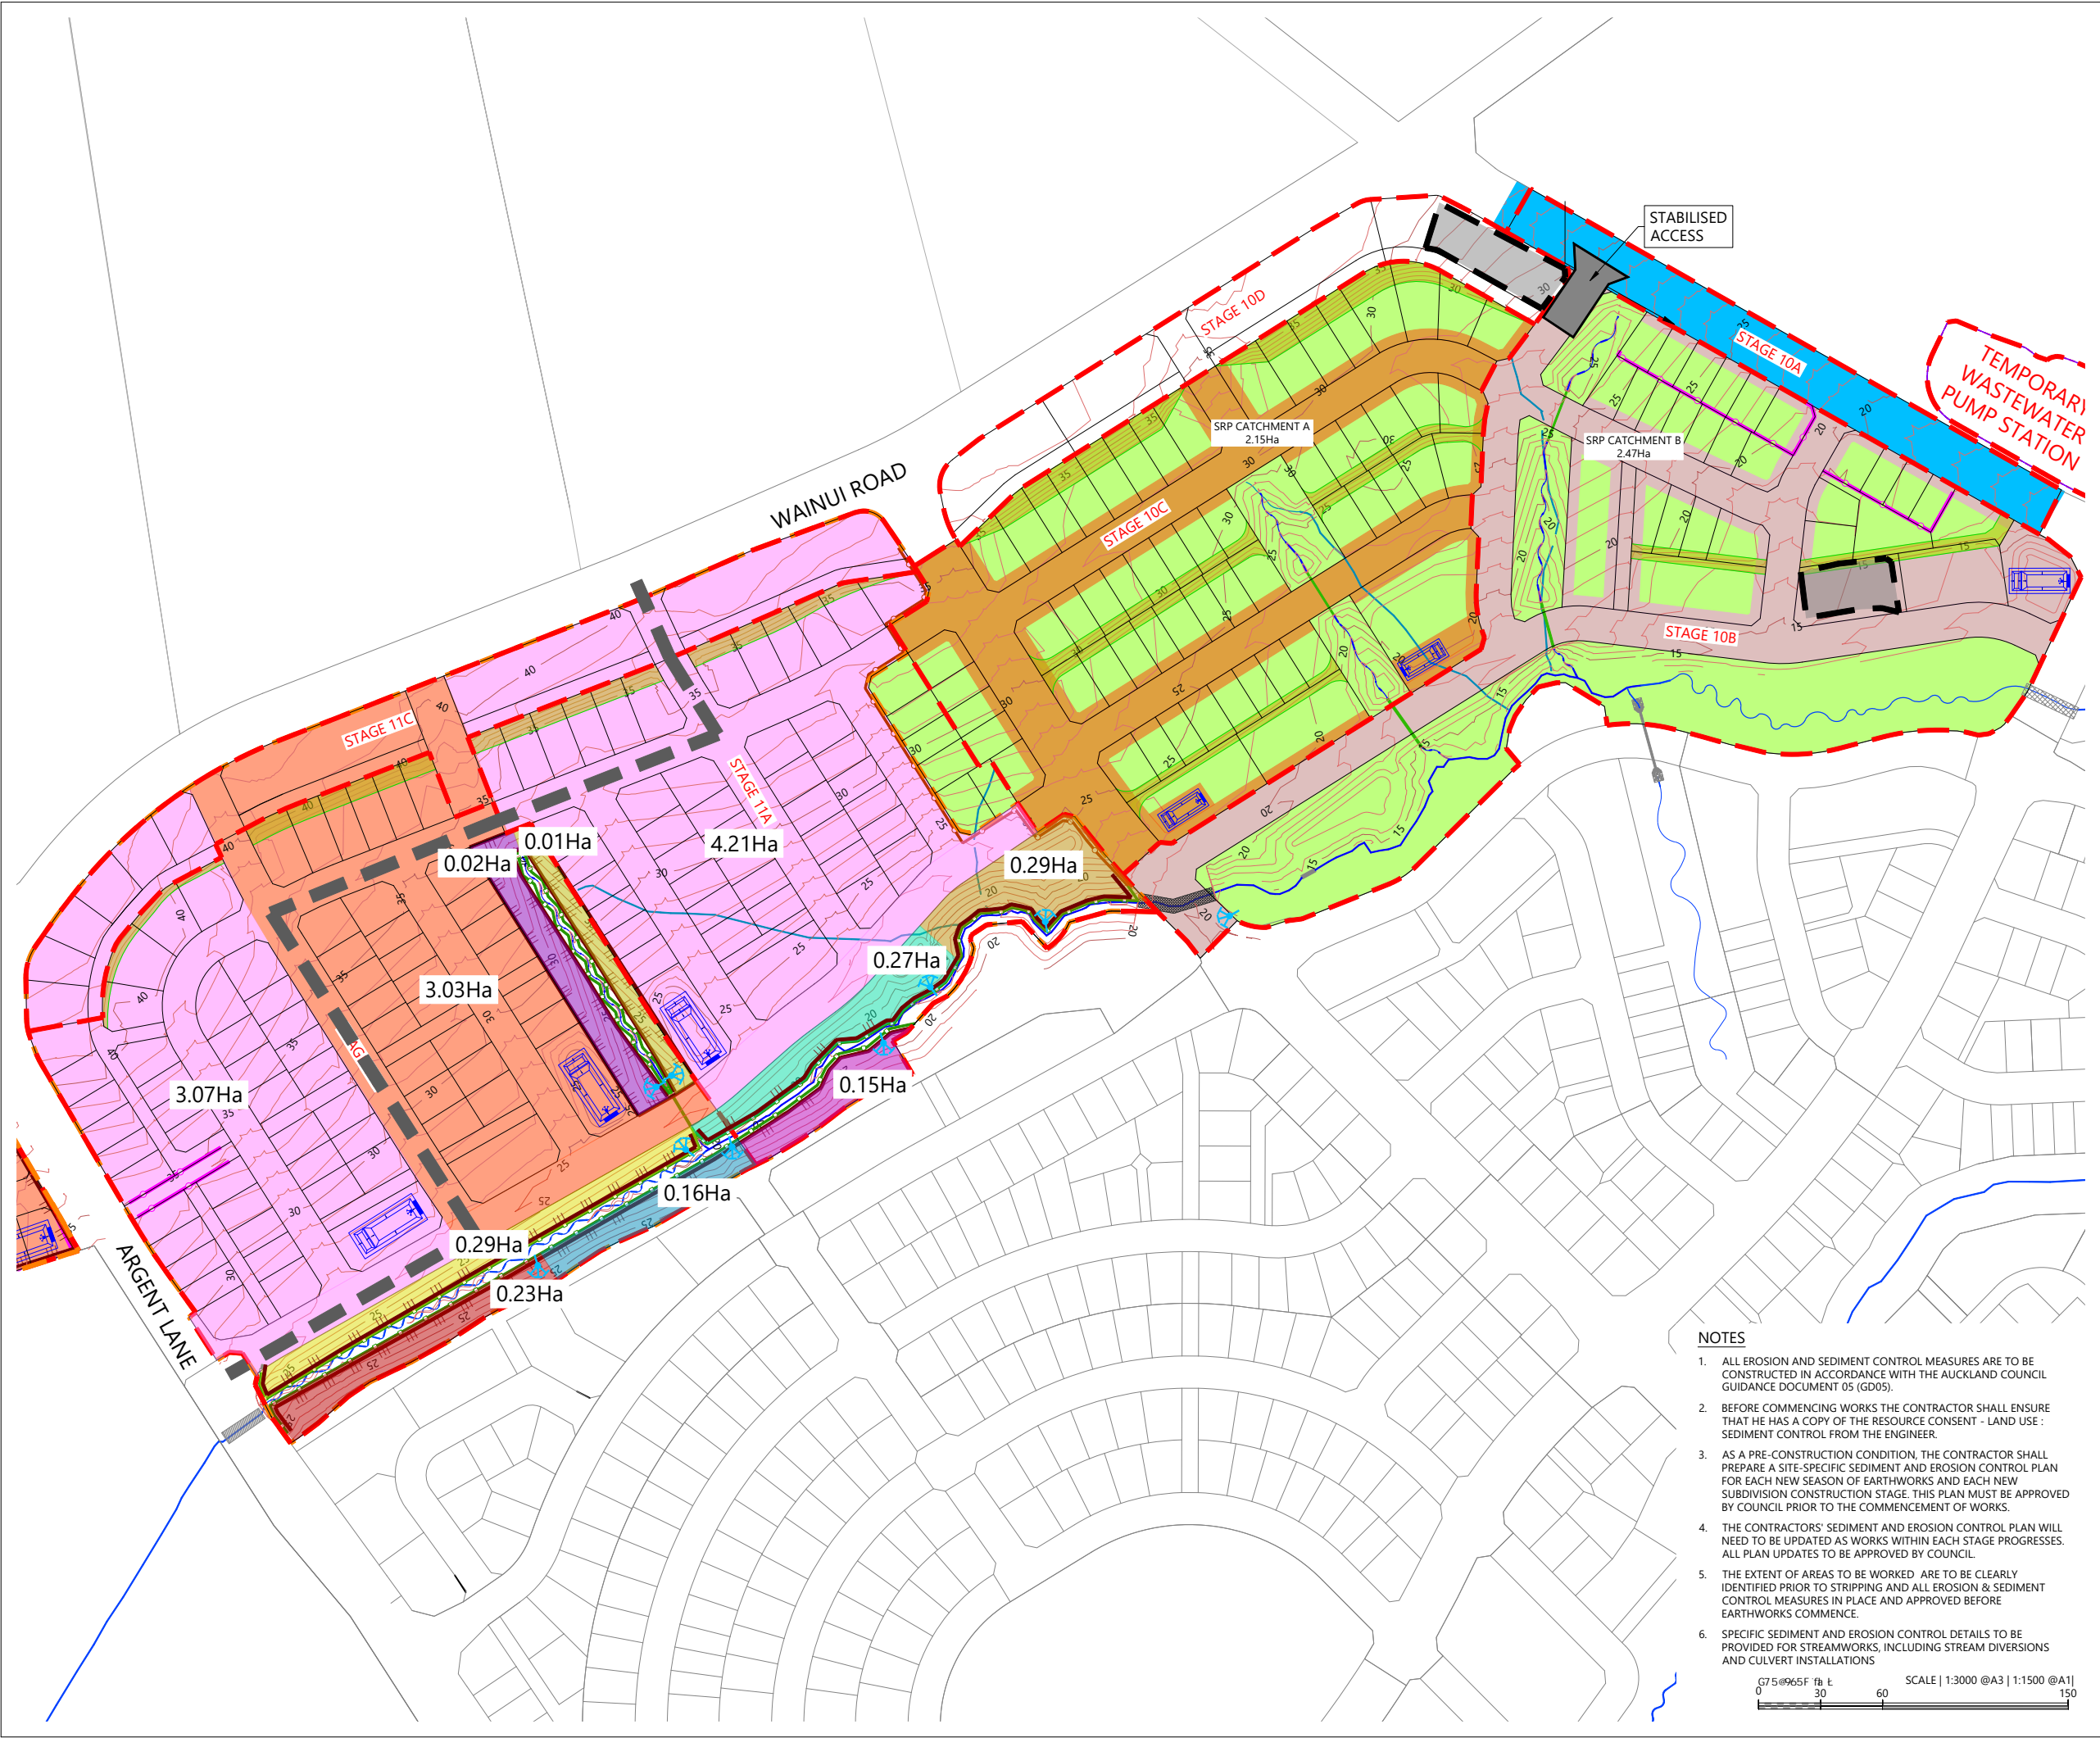 STABILISED
ACCESS
STAGE 10D
STAGE 10A
TEMPORARY
WASTEWATER
PUMP STATION
SRP CATCHMENT A
2.15Ha
SRP CATCHMENT B
2.47Ha
WAINUI ROAD
STAGE 10C
STAGE 10B
STAGE 11C
STAGE 11A
0.01Ha
0.02Ha
4.21Ha
0.29Ha
0.27Ha
3.03Ha
3.07Ha
0.15Ha
0.16Ha
0.29Ha
0.23Ha
ARGENT LANE
NOTES
1. ALL EROSION AND SEDIMENT CONTROL MEASURES ARE TO BE
CONSTRUCTED IN ACCORDANCE WITH THE AUCKLAND COUNCIL
GUIDANCE DOCUMENT 05 (GD05).
2. BEFORE COMMENCING WORKS THE CONTRACTOR SHALL ENSURE
THAT HE HAS A COPY OF THE RESOURCE CONSENT - LAND USE :
SEDIMENT CONTROL FROM THE ENGINEER.
3. AS A PRE-CONSTRUCTION CONDITION, THE CONTRACTOR SHALL
PREPARE A SITE-SPECIFIC SEDIMENT AND EROSION CONTROL PLAN
FOR EACH NEW SEASON OF EARTHWORKS AND EACH NEW
SUBDIVISION CONSTRUCTION STAGE. THIS PLAN MUST BE APPROVED
BY COUNCIL PRIOR TO THE COMMENCEMENT OF WORKS.
4. THE CONTRACTORS' SEDIMENT AND EROSION CONTROL PLAN WILL
NEED TO BE UPDATED AS WORKS WITHIN EACH STAGE PROGRESSES.
ALL PLAN UPDATES TO BE APPROVED BY COUNCIL.
5. THE EXTENT OF AREAS TO BE WORKED ARE TO BE CLEARLY
IDENTIFIED PRIOR TO STRIPPING AND ALL EROSION & SEDIMENT
CONTROL MEASURES IN PLACE AND APPROVED BEFORE
EARTHWORKS COMMENCE.
6. SPECIFIC SEDIMENT AND EROSION CONTROL DETAILS TO BE
PROVIDED FOR STREAMWORKS, INCLUDING STREAM DIVERSIONS
AND CULVERT INSTALLATIONS
SCALE | 1:3000 @A3 | 1:1500 @A1|
0 30 60 150